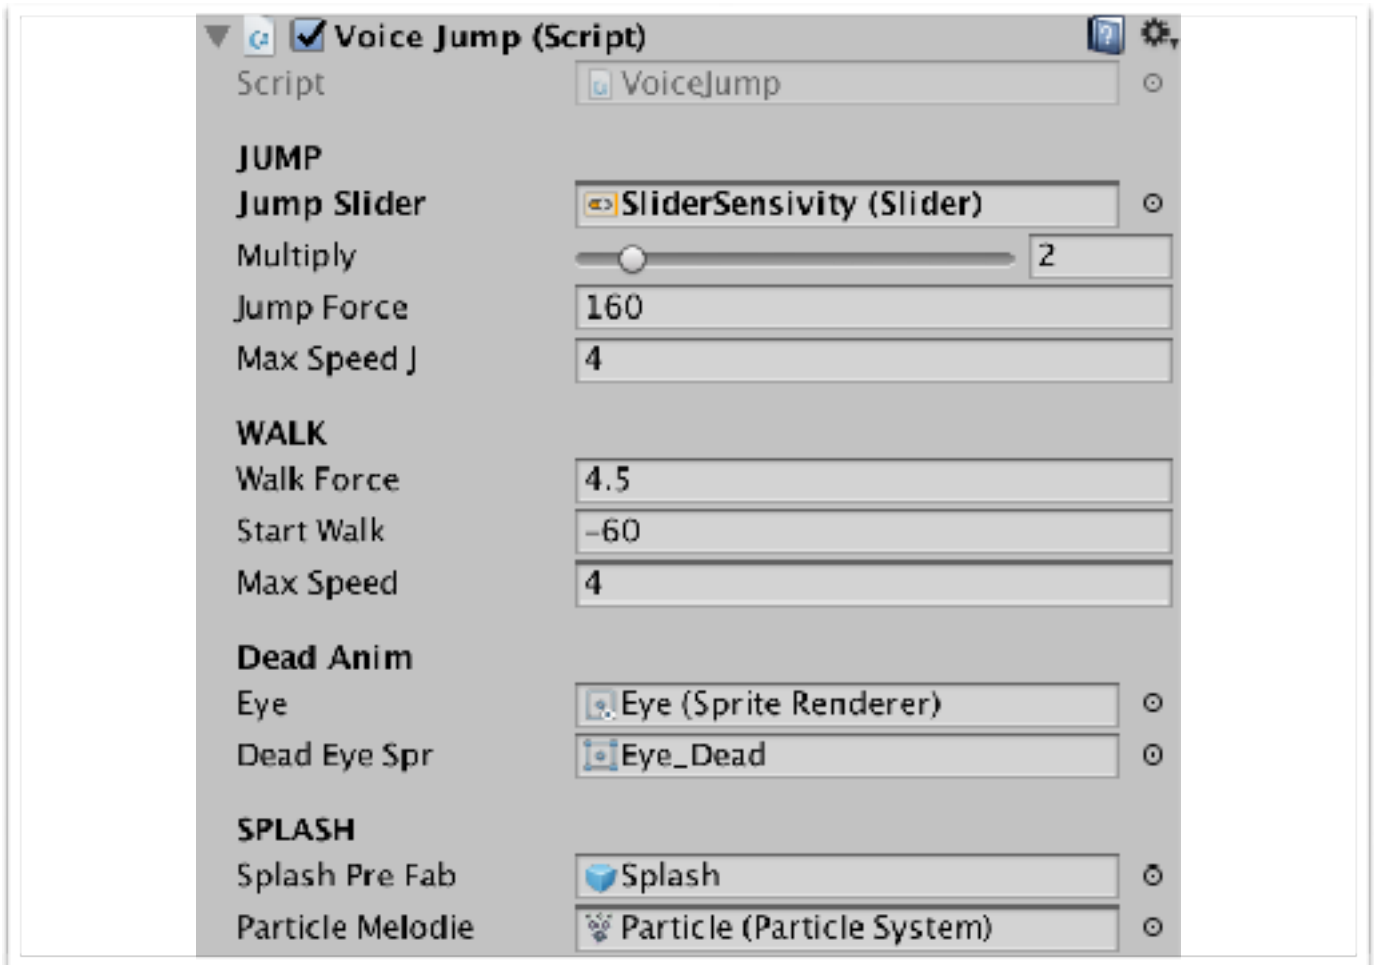 Voice Jump (Script)
Script VoiceJump
JUMP
Jump Slider SliderSensivity (Slider)
Multiply 2
Jump Force 160
Max Speed J 4
WALK
Walk Force 4.5
Start Walk -60
Max Speed 4
Dead Anim
Eye Eye (Sprite Renderer)
Dead Eye Spr Eye_Dead
SPLASH
Splash Pre Fab Splash
Particle Melodie Particle (Particle System)